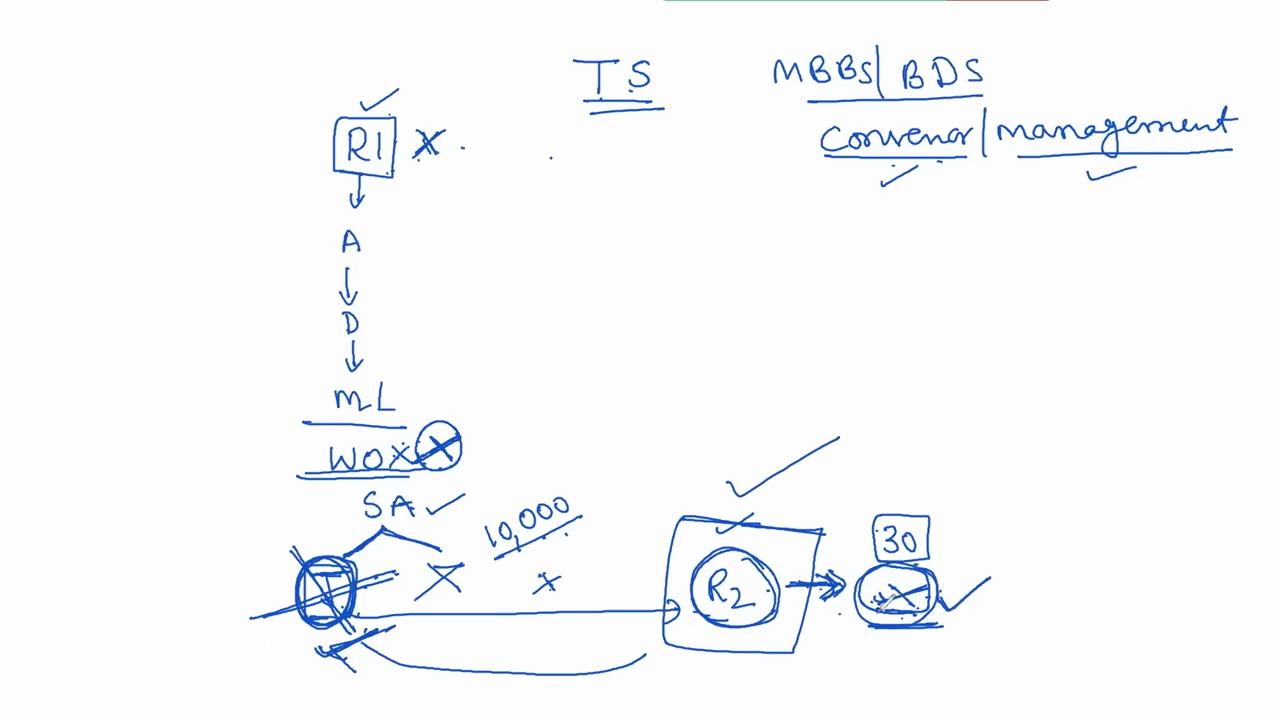 TS
MBBS/BDS
Convenor/management
R1 X
A
D
ML
WOX
SA
10,000
X
X
R2
30
X